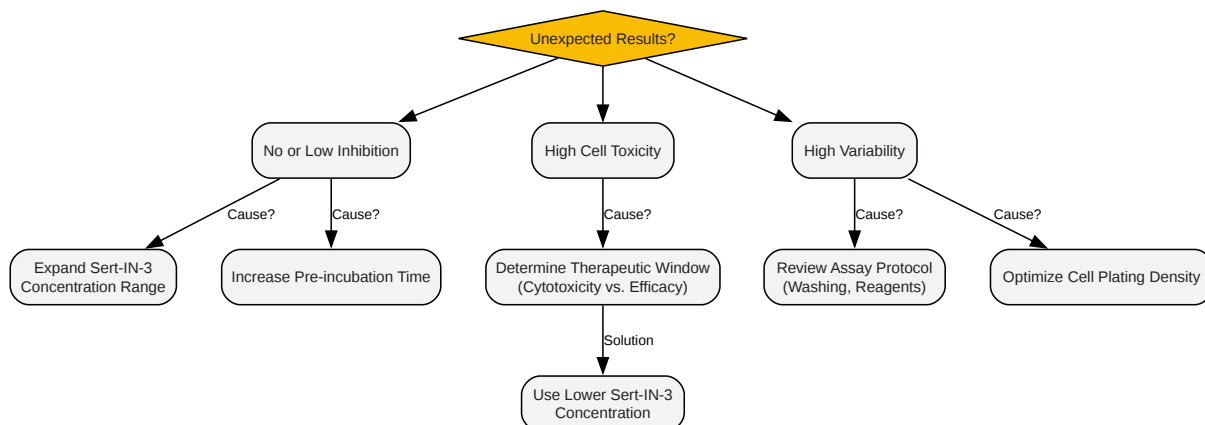 Unexpected Results?
No or Low Inhibition
High Cell Toxicity
High Variability
Cause?
Cause?
Cause?
Cause?
Cause?
Expand Sert-IN-3
Concentration Range
Increase Pre-incubation Time
Determine Therapeutic Window
(Cytotoxicity vs. Efficacy)
Review Assay Protocol
(Washing, Reagents)
Optimize Cell Plating Density
Solution
Use Lower Sert-IN-3
Concentration